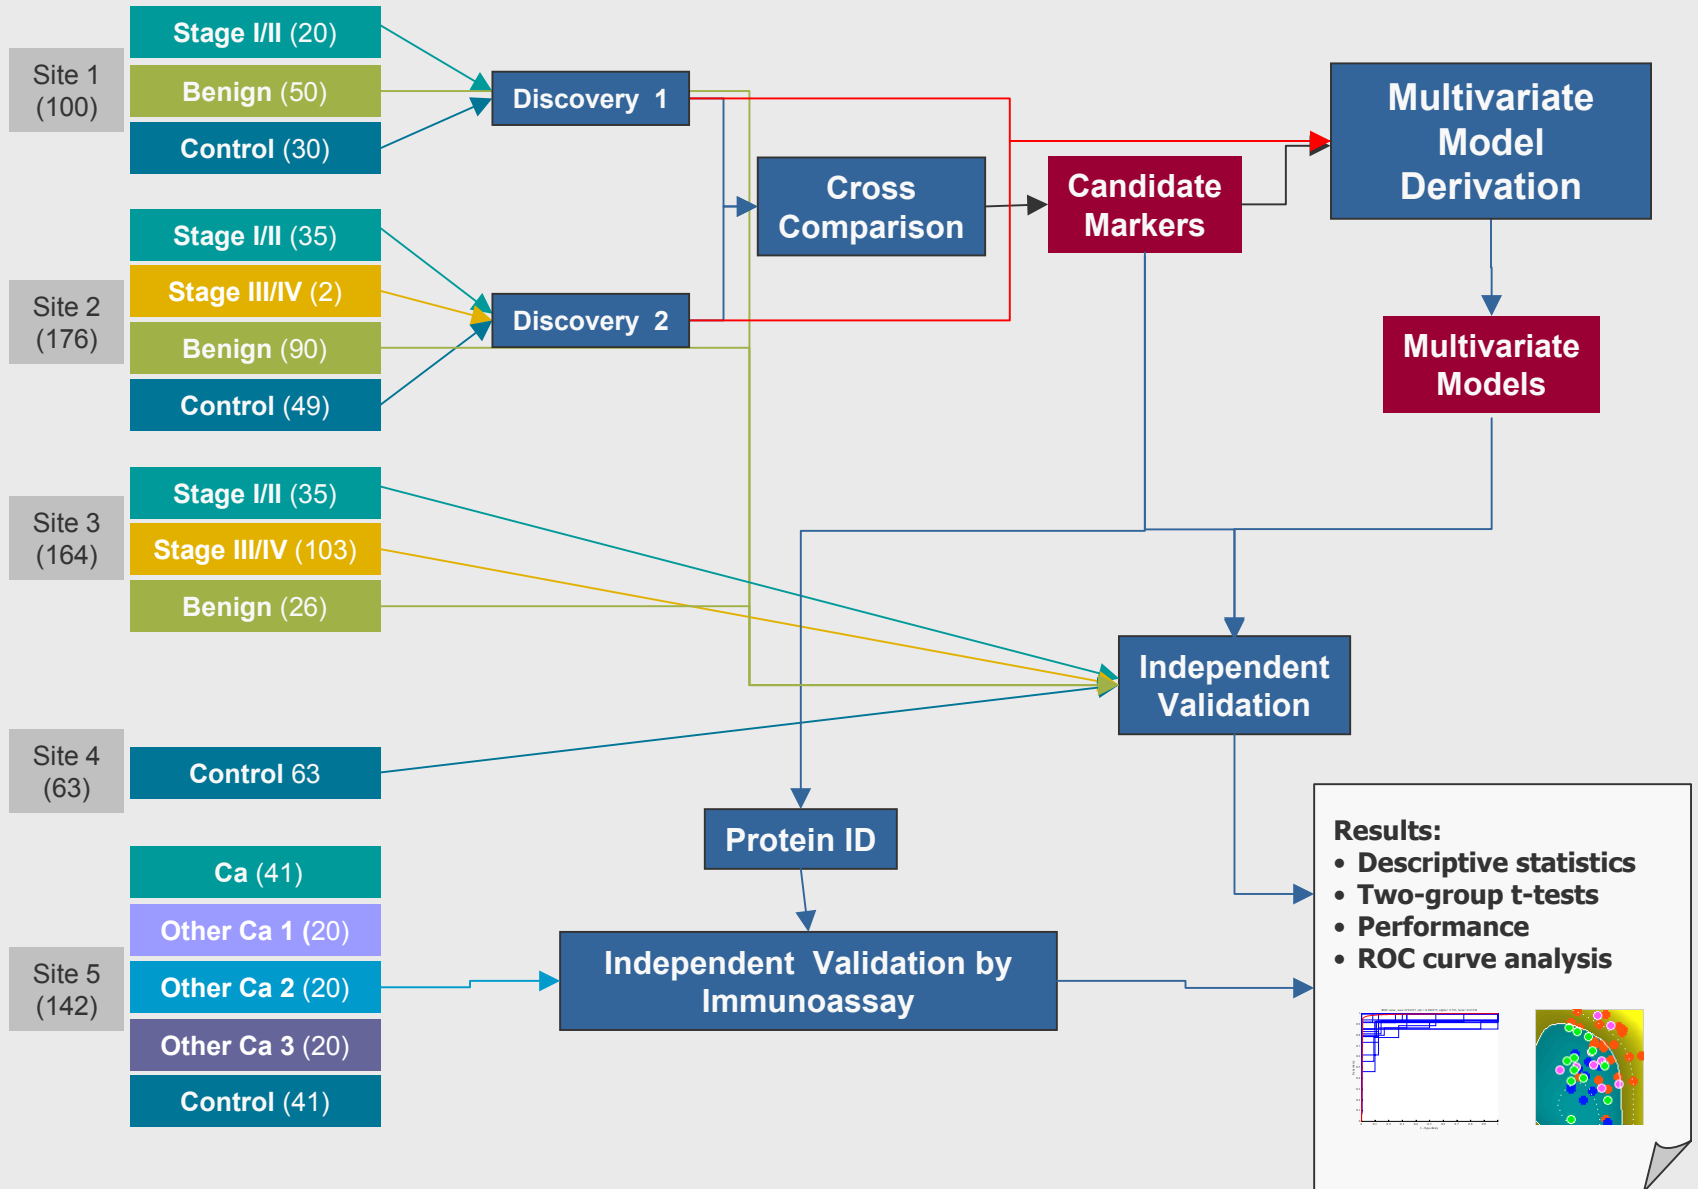 Site 1
(100)
Stage I/II (20)
Benign (50)
Control (30)
Discovery 1
Site 2
(176)
Stage I/II (35)
Stage III/IV (2)
Benign (90)
Control (49)
Discovery 2
Cross
Comparison
Candidate
Markers
Multivariate
Model
Derivation
Multivariate
Models
Site 3
(164)
Stage I/II (35)
Stage III/IV (103)
Benign (26)
Independent
Validation
Site 4
(63)
Control 63
Protein ID
Site 5
(142)
Ca (41)
Other Ca 1 (20)
Other Ca 2 (20)
Other Ca 3 (20)
Control (41)
Independent Validation by
Immunoassay
Results:
• Descriptive statistics
• Two-group t-tests
• Performance
• ROC curve analysis